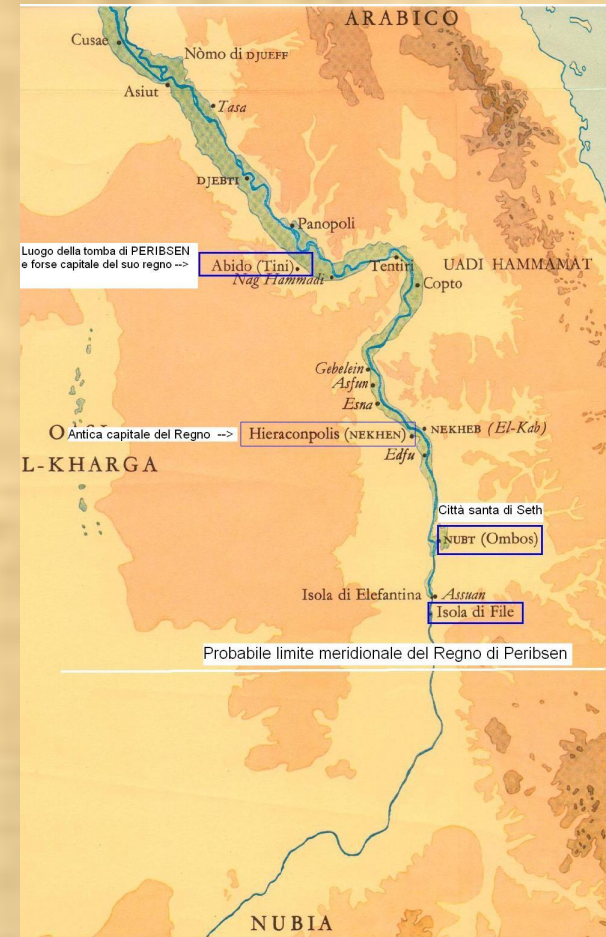 ARABICO
Cusae
Nòmo di DJUEFF
Asiut
Tasa
DJEBTI
Panopoli
Luogo della tomba di PERIBSEN
e forse capitale del suo regno -->
Abido (Tini)
Tentiri
UADI HAMMAMAT
Nag Hammadi
Copto
Gebelein
Asfun
Esna
Antica capitale del Regno -->
Hieraconpolis (NEKHEN)
NEKHEB (El-Kab)
Edfu
L-KHARGA
Città santa di Seth
NUBT (Ombos)
Isola di Elefantina
Assuan
Isola di File
Probabile limite meridionale del Regno di Peribsen
NUBIA